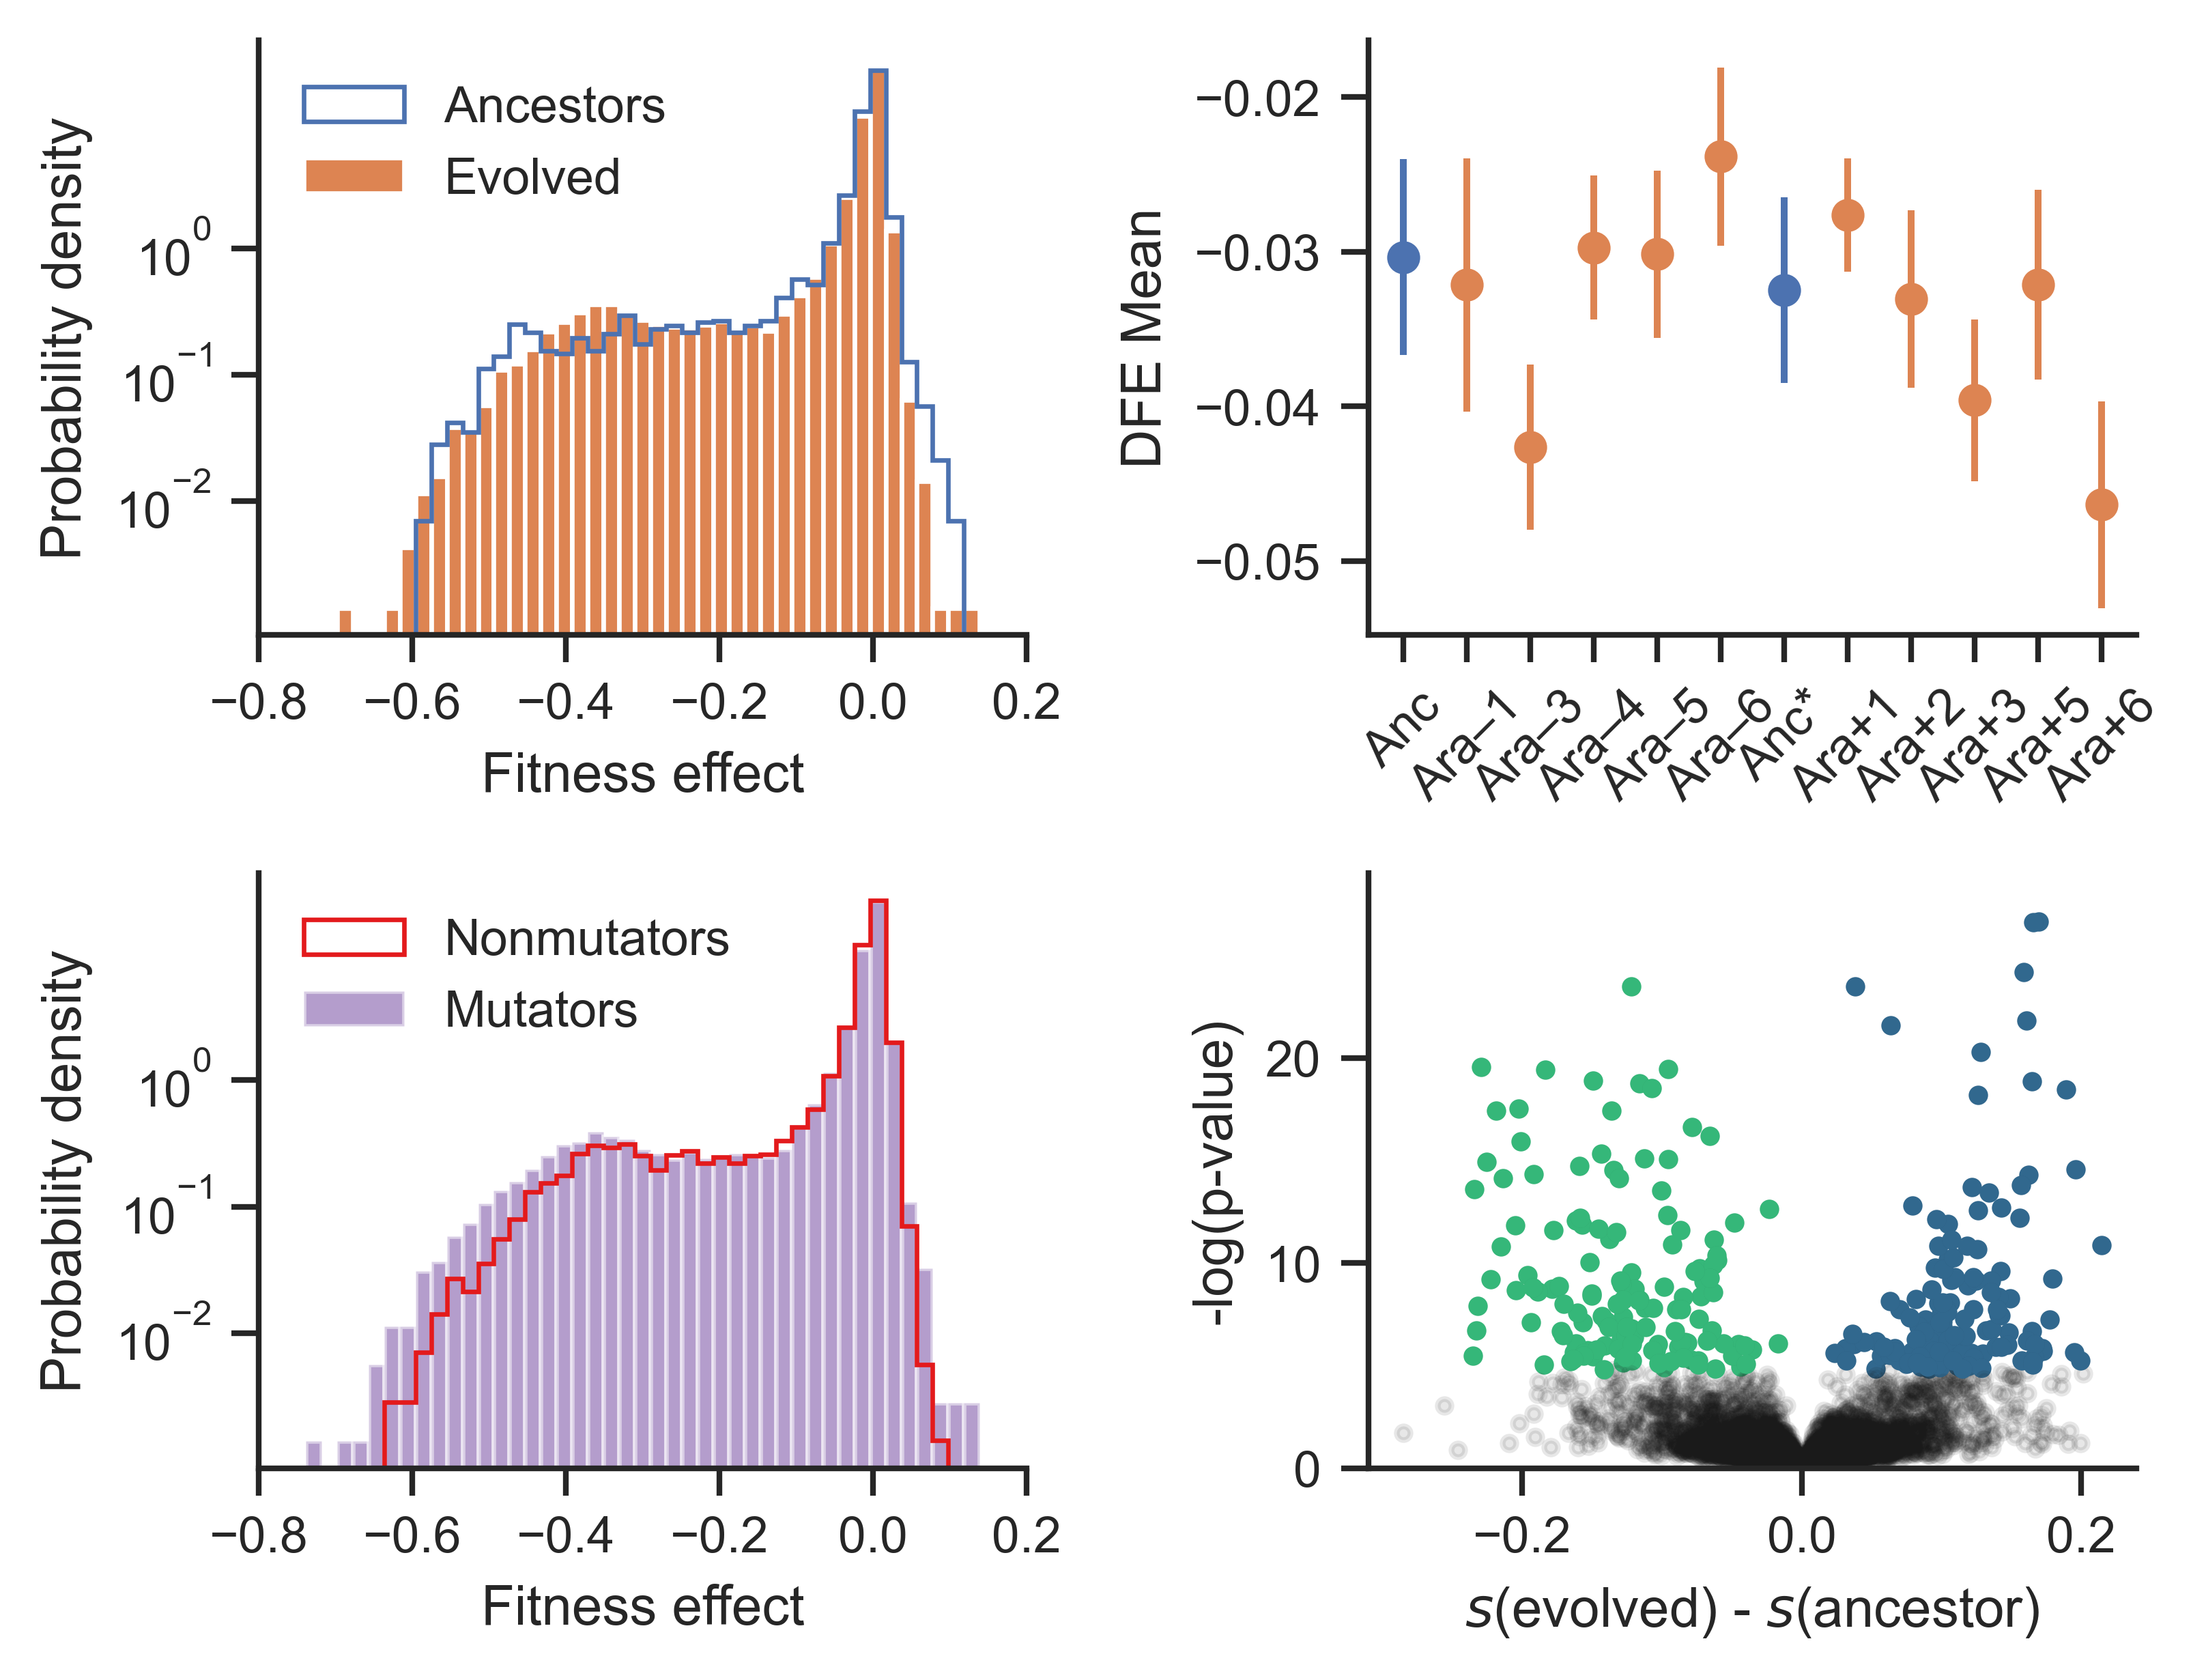 Ancestors
Evolved
Probability density
10^0
10^−1
10^−2
−0.8 −0.6 −0.4 −0.2 0.0 0.2
Fitness effect
DFE Mean
−0.02
−0.03
−0.04
−0.05
Anc Ara–1 Ara–3 Ara–4 Ara–5 Ara–6 Anc* Ara+1 Ara+2 Ara+3 Ara+5 Ara+6
Nonmutators
Mutators
Probability density
10^0
10^−1
10^−2
−0.8 −0.6 −0.4 −0.2 0.0 0.2
Fitness effect
-log(p-value)
20
10
0
−0.2 0.0 0.2
s(evolved) - s(ancestor)